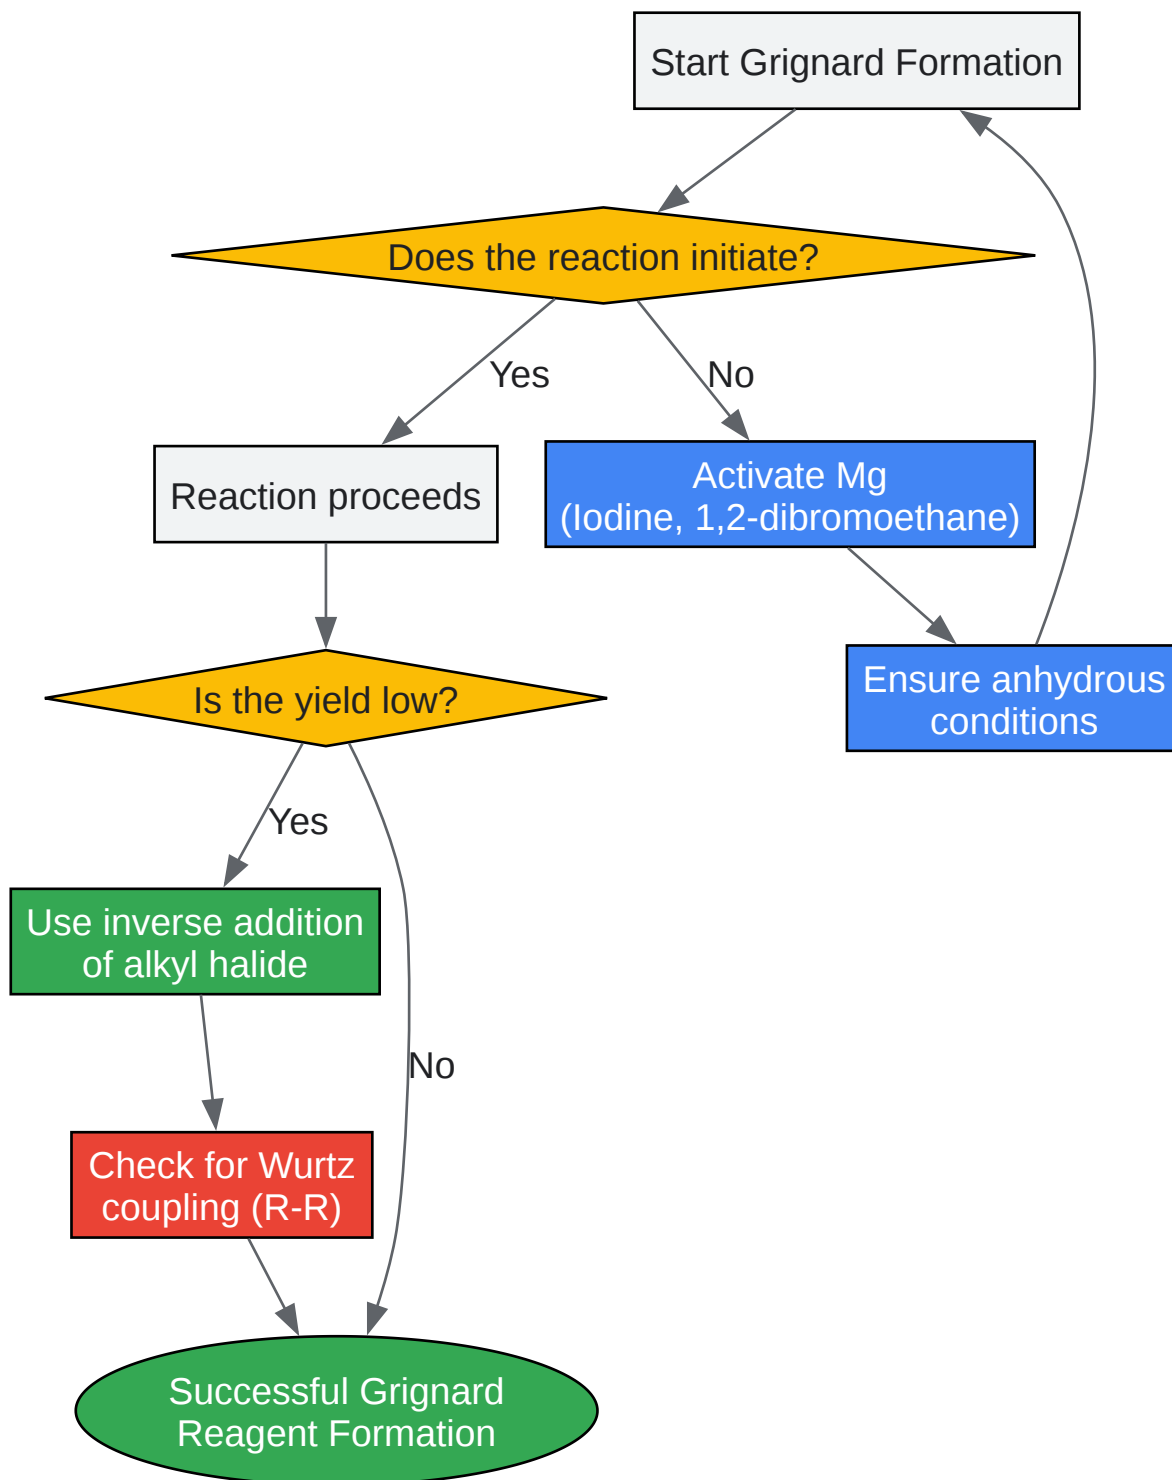 Start Grignard Formation
Does the reaction initiate?
Yes
No
Reaction proceeds
Activate Mg
(Iodine, 1,2-dibromoethane)
Ensure anhydrous
conditions
Is the yield low?
Yes
No
Use inverse addition
of alkyl halide
Check for Wurtz
coupling (R-R)
Successful Grignard
Reagent Formation